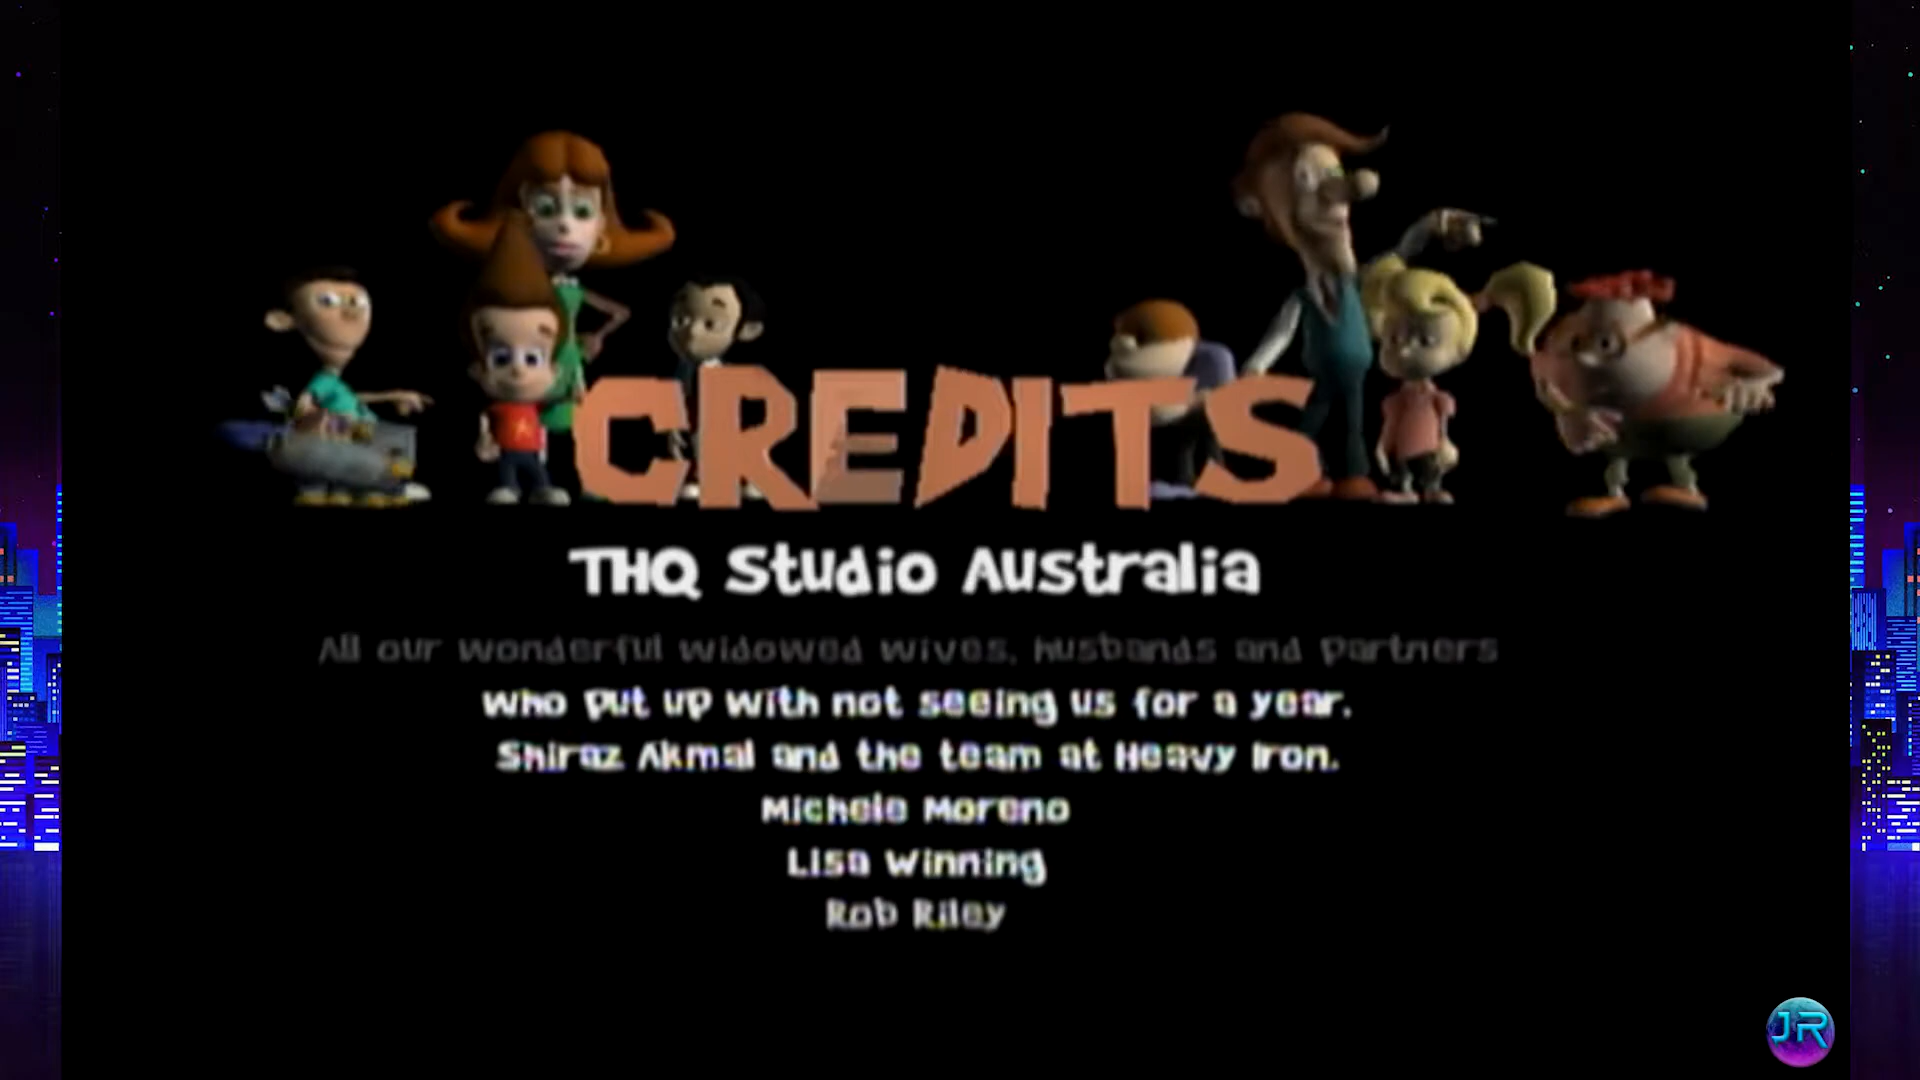 CREDITS
THQ Studio Australia
All our wonderful widowed wives, husbands and partners
who put up with not seeing us for a year.
Shiraz Akmal and the team at Heavy Iron.
Michele Moreno
Lisa Winning
Rob Riley
JR